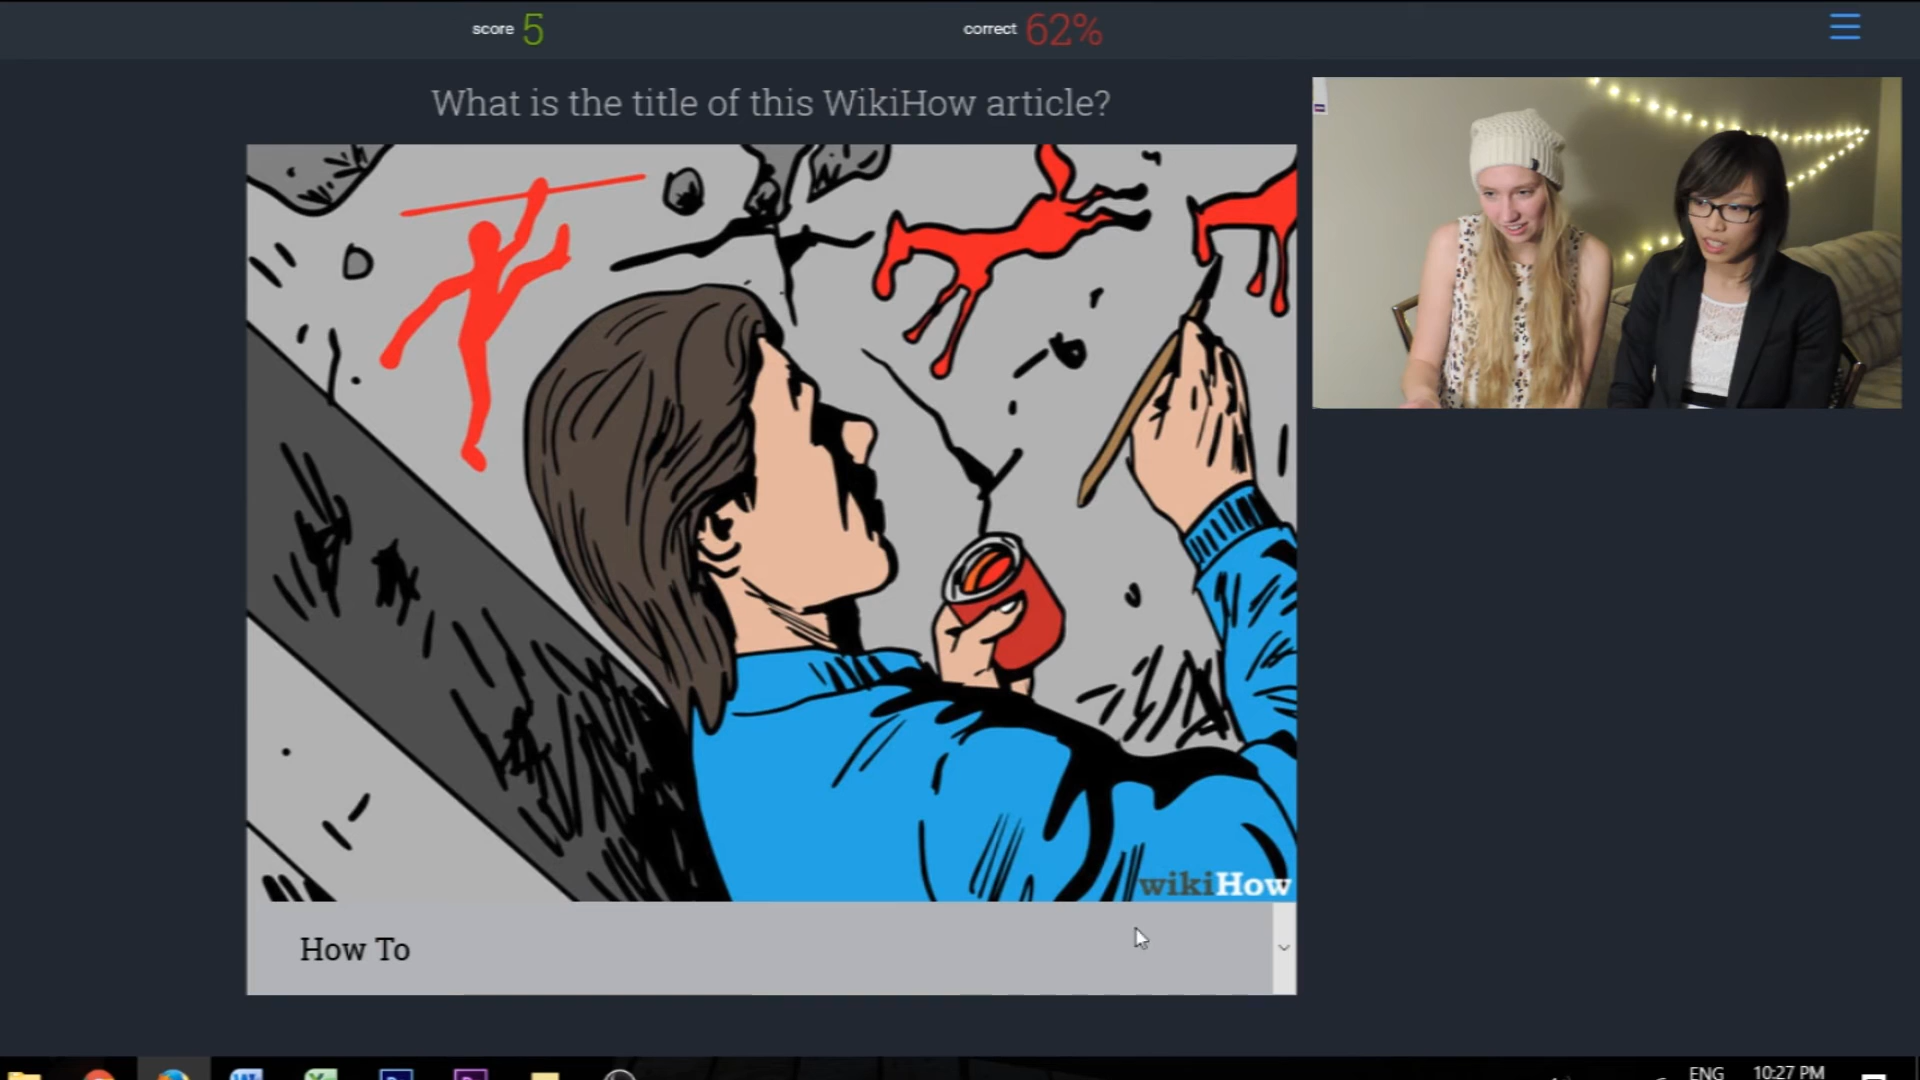 score 5
correct 62%
What is the title of this WikiHow article?
wikiHow
How To
ENG
10:27 PM